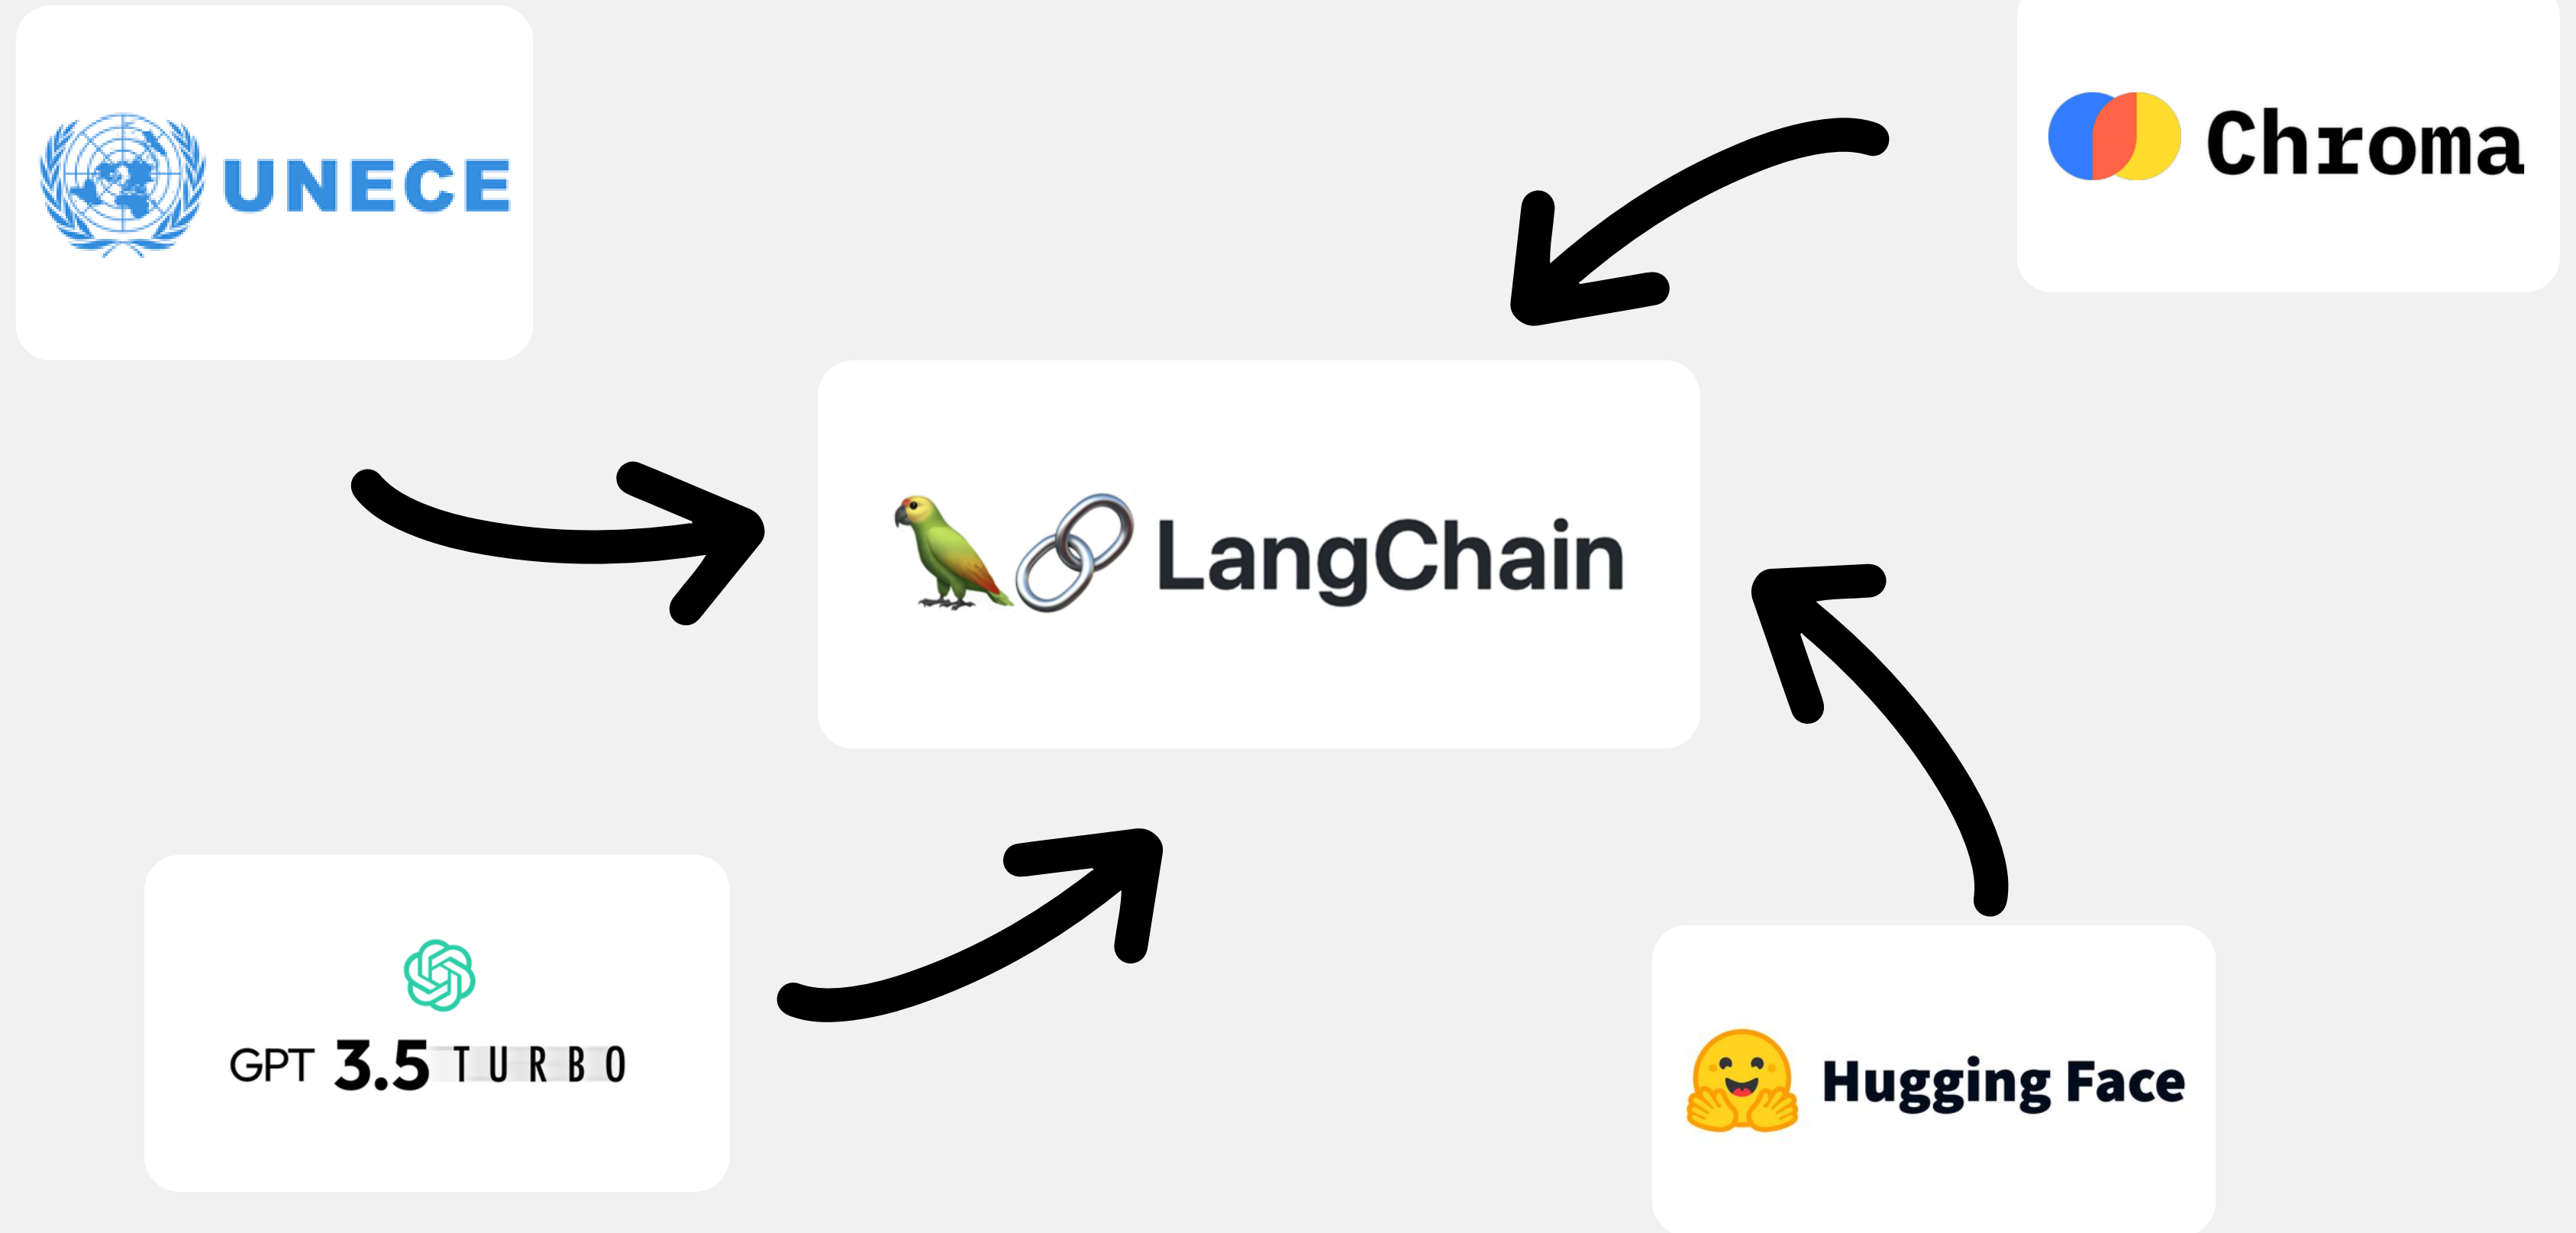 UNECE
Chroma
LangChain
GPT 3.5 TURBO
Hugging Face